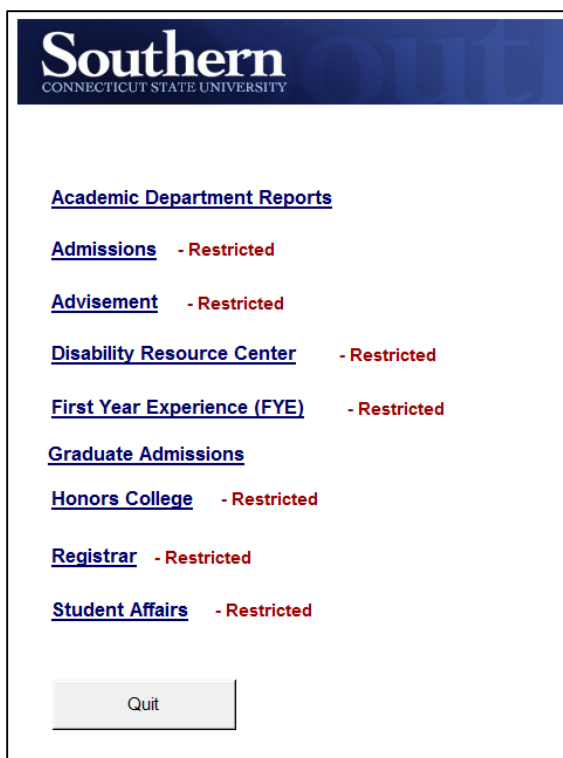 Southern
CONNECTICUT STATE UNIVERSITY
Academic Department Reports
Admissions - Restricted
Advisement - Restricted
Disability Resource Center - Restricted
First Year Experience (FYE) - Restricted
Graduate Admissions
Honors College - Restricted
Registrar - Restricted
Student Affairs - Restricted
Quit